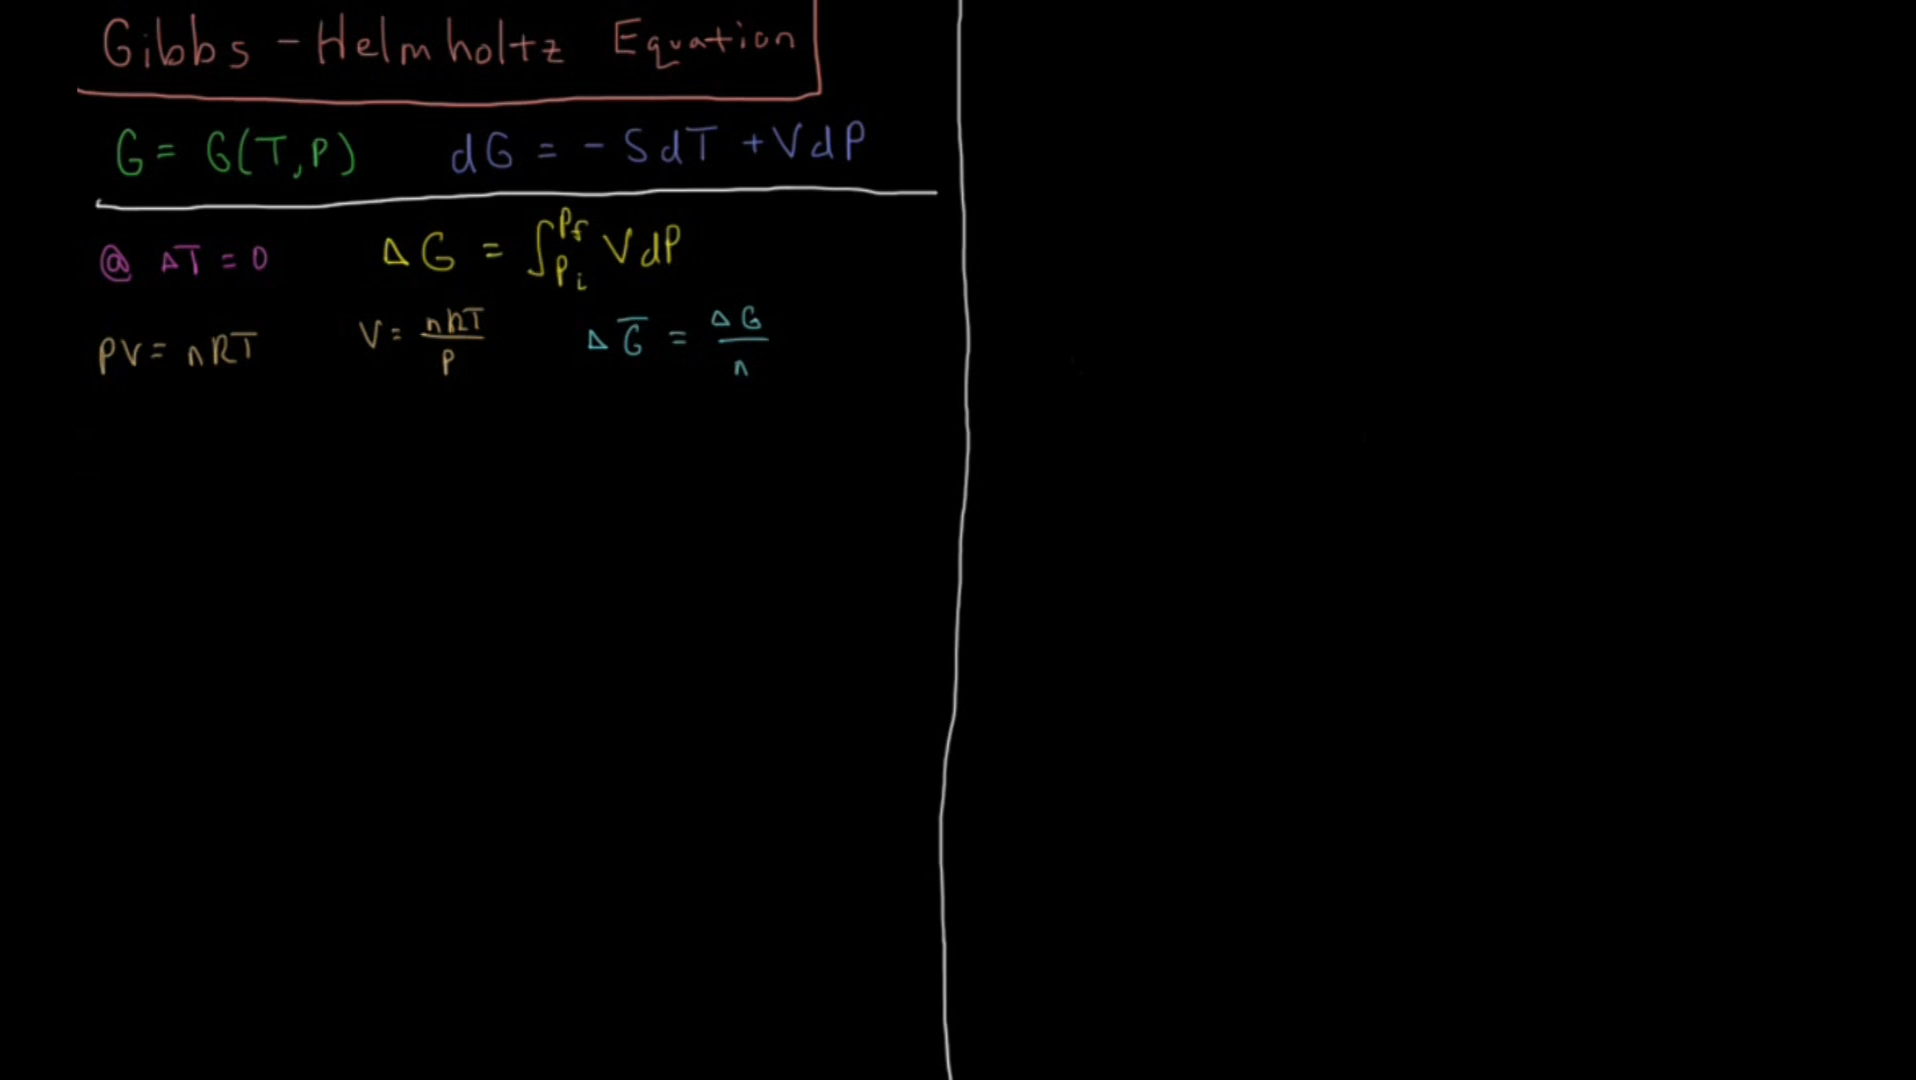 Gibbs - Helmholtz Equation
G = G(T,P) dG = - SdT + VdP
@ ΔT = 0 ΔG = ∫_{Pi}^{Pf} VdP
PV = nRT V = nRT/P ΔG̅ = ΔG/n